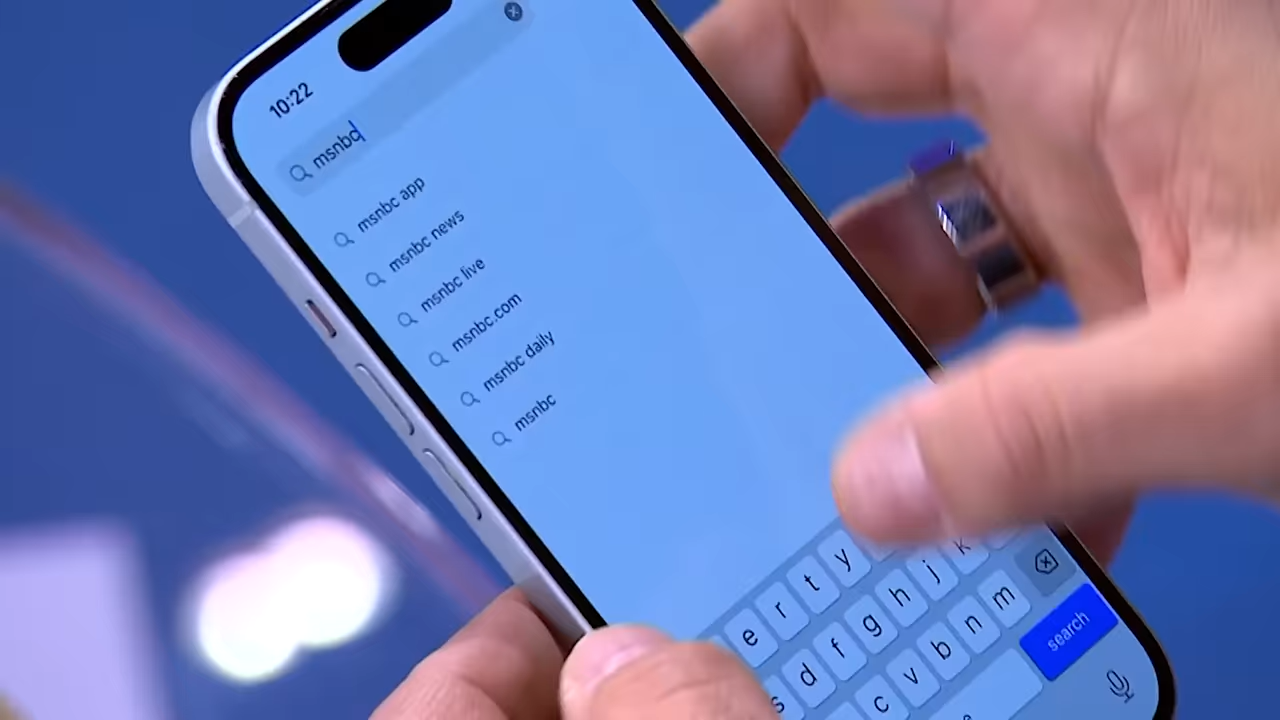 10:22
msnbc
msnbc app
msnbc news
msnbc live
msnbc.com
msnbc daily
msnbc
e r t y
s d f g h j k
c v b n m
search